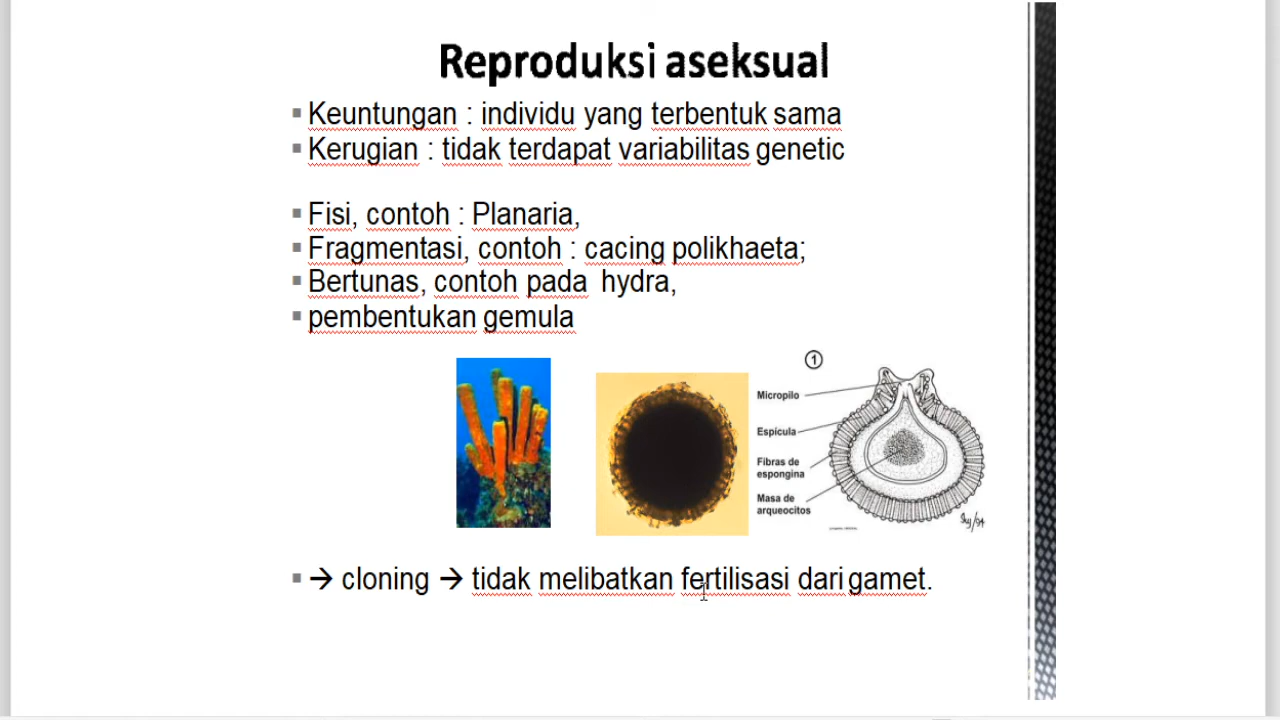 Reproduksi aseksual
▪ Keuntungan : individu yang terbentuk sama
▪ Kerugian : tidak terdapat variabilitas genetic
▪ Fisi, contoh : Planaria,
▪ Fragmentasi, contoh : cacing polikhaeta;
▪ Bertunas, contoh pada hydra,
▪ pembentukan gemula
①
Micropilo
Espícula
Fibras de
espongina
Masa de
arqueocitos
▪ → cloning → tidak melibatkan fertilisasi dari gamet.